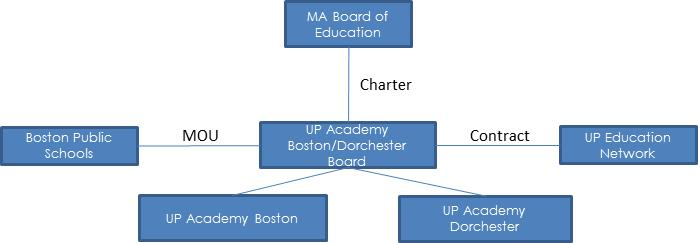 MA Board of
Education
Charter
UP Academy
Boston/Dorchester
Board
Boston Public
Schools
MOU
Contract
UP Education
Network
UP Academy Boston
UP Academy
Dorchester